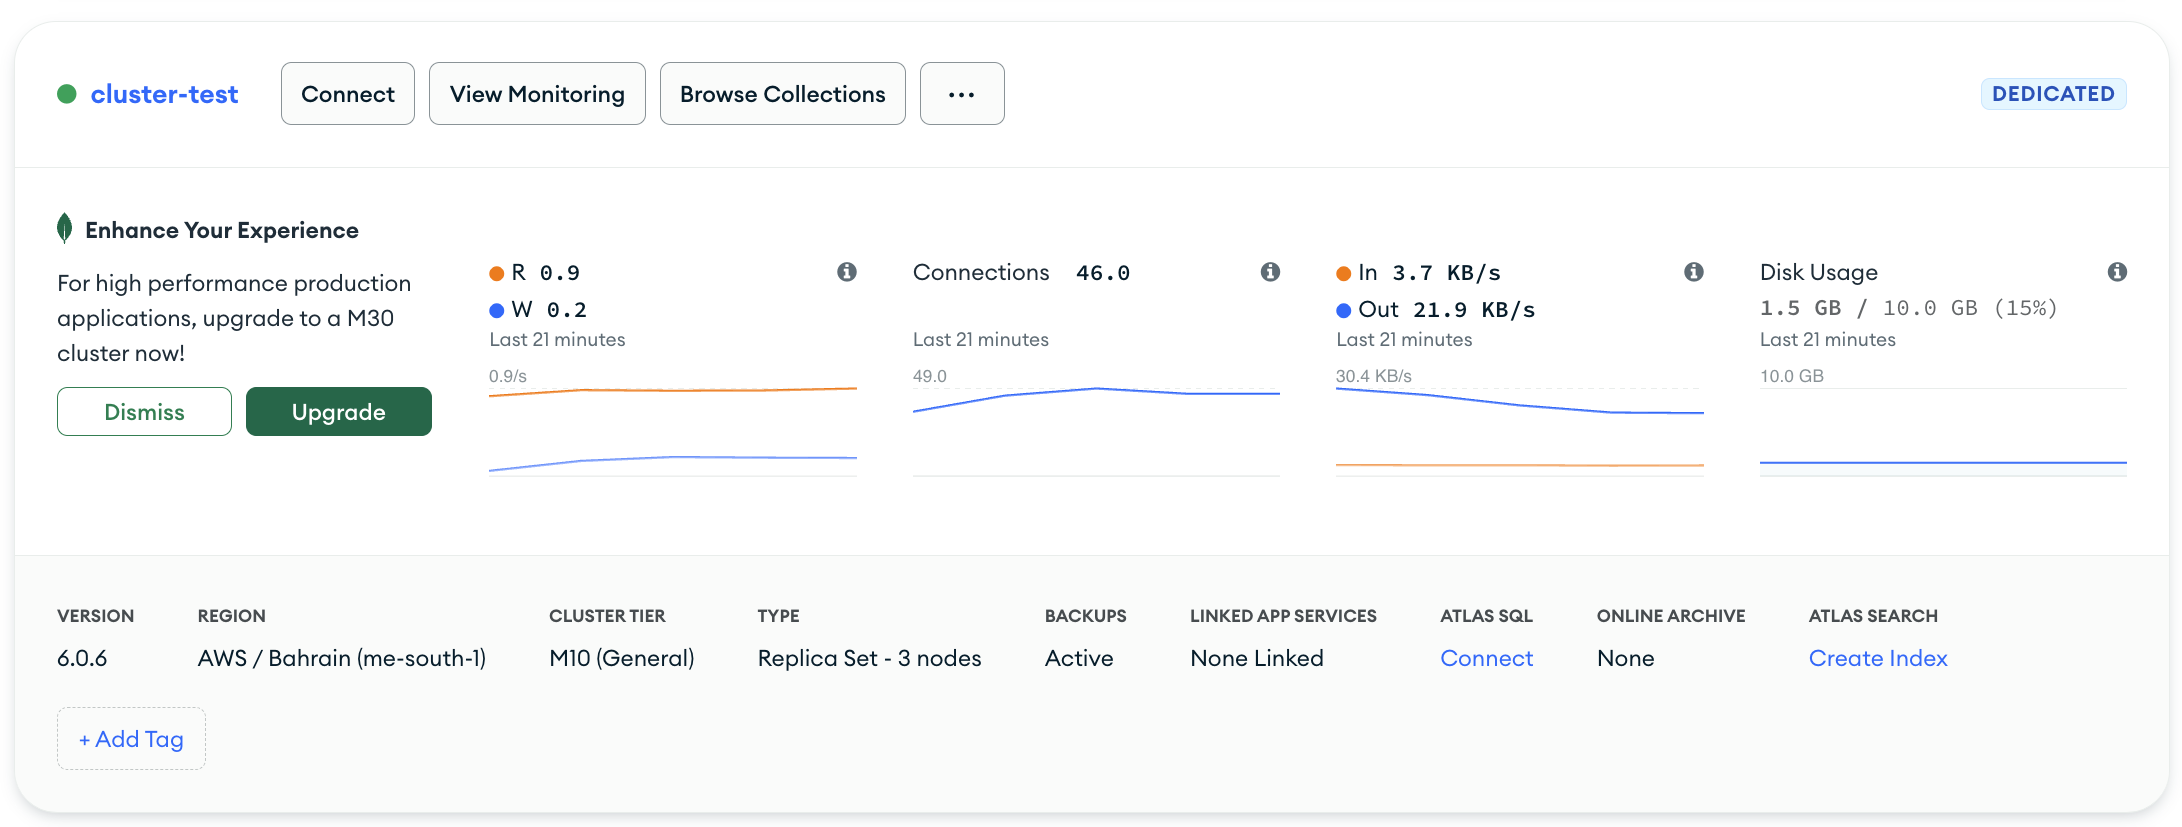 cluster-test
Connect
View Monitoring
Browse Collections
...
DEDICATED
Enhance Your Experience
For high performance production
applications, upgrade to a M30
cluster now!
Dismiss
Upgrade
R 0.9
W 0.2
Last 21 minutes
0.9/s
Connections 46.0
Last 21 minutes
49.0
In 3.7 KB/s
Out 21.9 KB/s
Last 21 minutes
30.4 KB/s
Disk Usage
1.5 GB / 10.0 GB (15%)
Last 21 minutes
10.0 GB
VERSION
6.0.6
REGION
AWS / Bahrain (me-south-1)
CLUSTER TIER
M10 (General)
TYPE
Replica Set - 3 nodes
BACKUPS
Active
LINKED APP SERVICES
None Linked
ATLAS SQL
Connect
ONLINE ARCHIVE
None
ATLAS SEARCH
Create Index
+ Add Tag